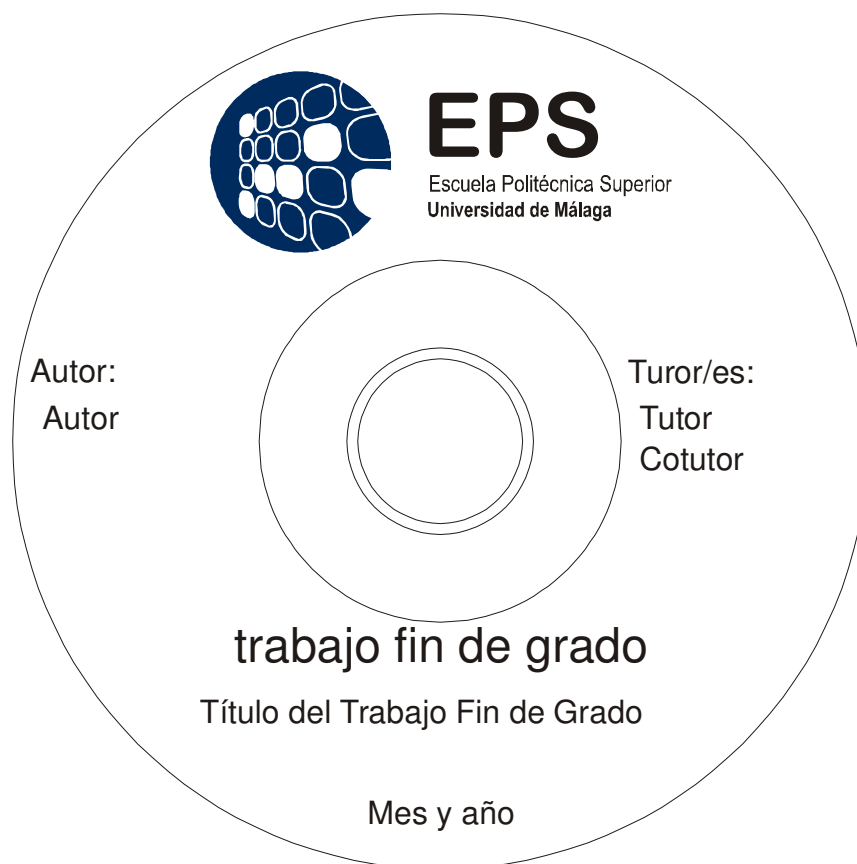 EPS
Escuela Politécnica Superior
Universidad de Málaga
Autor:
Autor
Turor/es:
Tutor
Cotutor
trabajo fin de grado
Título del Trabajo Fin de Grado
Mes y año